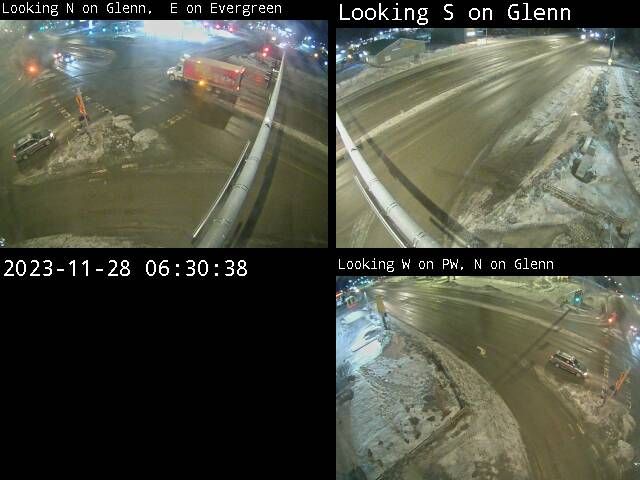 Looking N on Glenn,  E on Evergreen
Looking S on Glenn
2023-11-28 06:30:38
Looking W on PW, N on Glenn